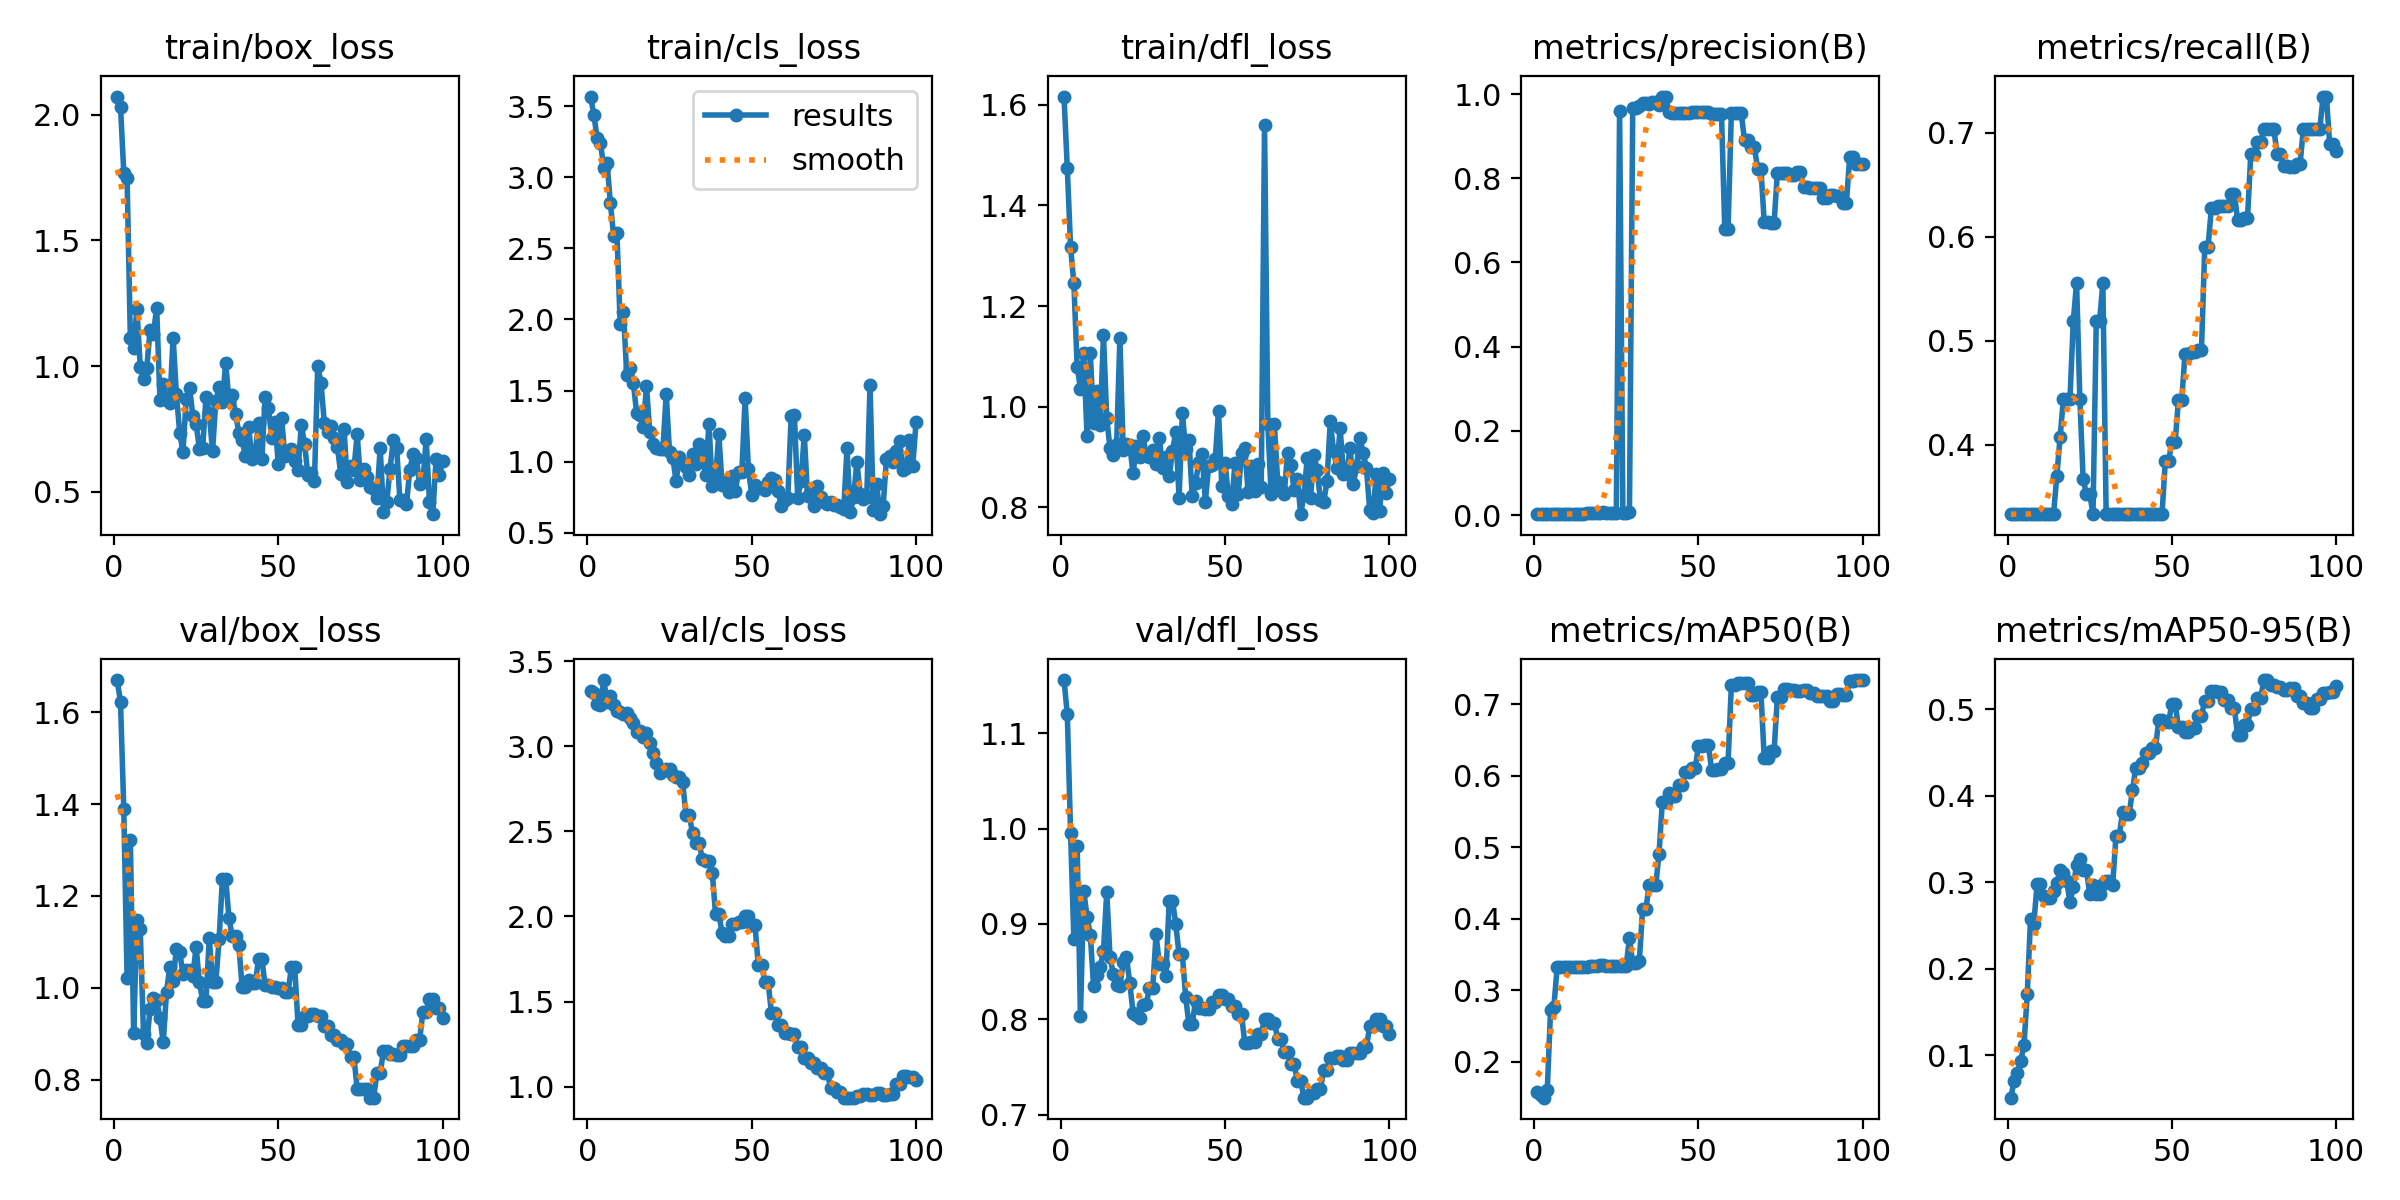 train/box_loss
2.0
1.5
1.0
0.5
0 50 100
train/cls_loss
results
smooth
3.5
3.0
2.5
2.0
1.5
1.0
0.5
0 50 100
train/dfl_loss
1.6
1.4
1.2
1.0
0.8
0 50 100
metrics/precision(B)
1.0
0.8
0.6
0.4
0.2
0.0
0 50 100
metrics/recall(B)
0.7
0.6
0.5
0.4
0 50 100
val/box_loss
1.6
1.4
1.2
1.0
0.8
0 50 100
val/cls_loss
3.5
3.0
2.5
2.0
1.5
1.0
0 50 100
val/dfl_loss
1.1
1.0
0.9
0.8
0.7
0 50 100
metrics/mAP50(B)
0.7
0.6
0.5
0.4
0.3
0.2
0 50 100
metrics/mAP50-95(B)
0.5
0.4
0.3
0.2
0.1
0 50 100